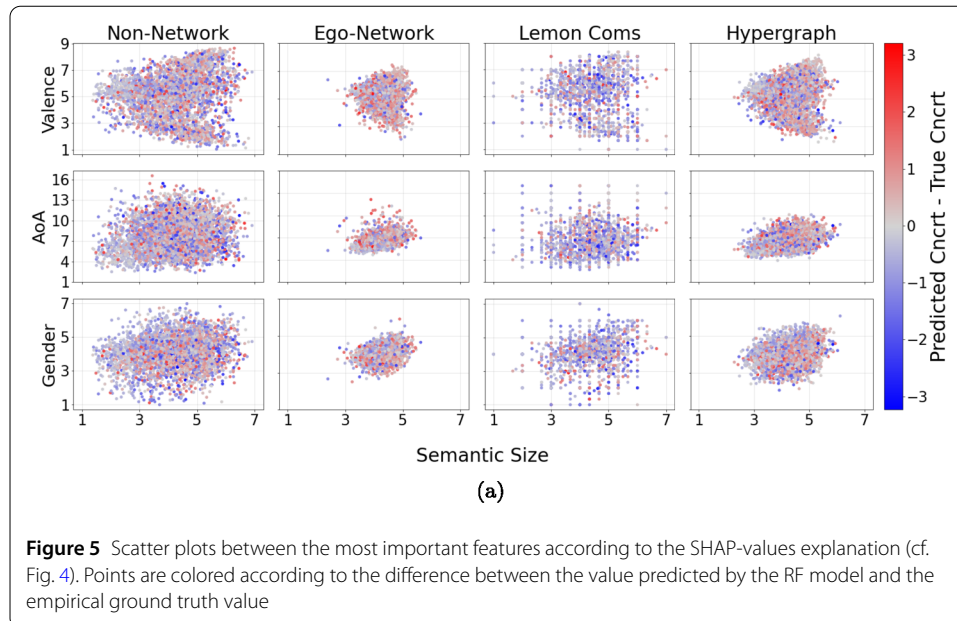 Non-Network Ego-Network Lemon Coms Hypergraph
Valence
9
7
5
3
1
AoA
16
13
10
7
4
1
Gender
7
5
3
1
1 3 5 7 1 3 5 7 1 3 5 7 1 3 5 7
Semantic Size
3
2
1
0
−1
−2
−3
Predicted Cncrt - True Cncrt
(a)
Figure 5 Scatter plots between the most important features according to the SHAP-values explanation (cf.
Fig. 4). Points are colored according to the difference between the value predicted by the RF model and the
empirical ground truth value